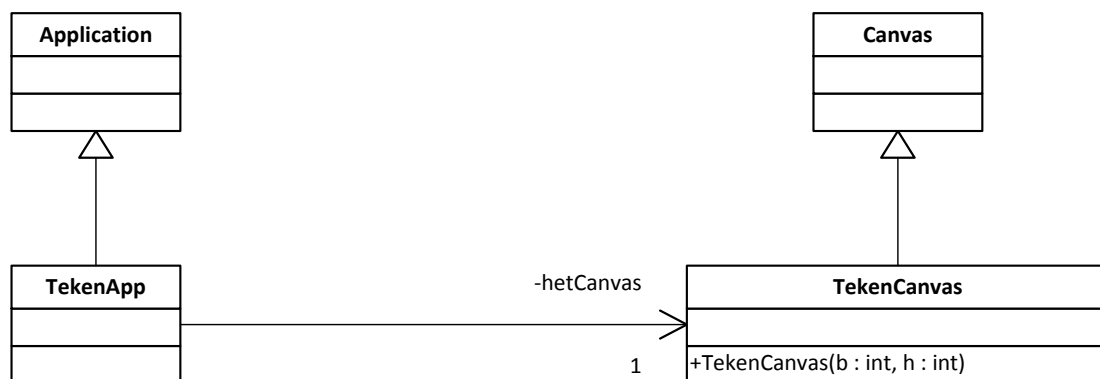 Application
Canvas
TekenApp
-hetCanvas
TekenCanvas
1
+TekenCanvas(b : int, h : int)